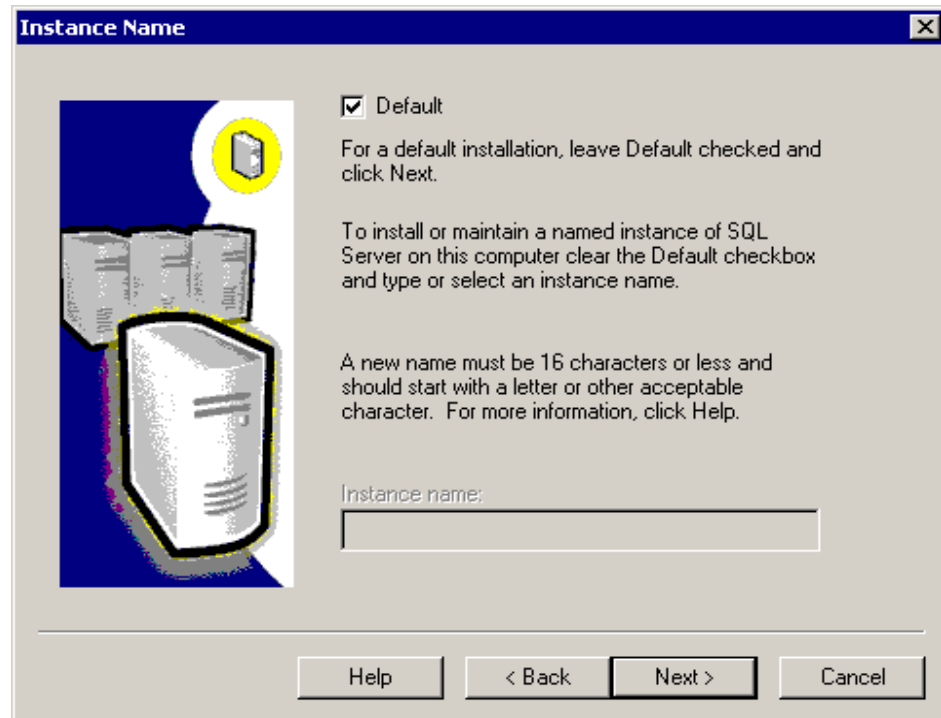 Instance Name
Default
For a default installation, leave Default checked and
click Next.
To install or maintain a named instance of SQL
Server on this computer clear the Default checkbox
and type or select an instance name.
A new name must be 16 characters or less and
should start with a letter or other acceptable
character.  For more information, click Help.
Instance name:
Help
< Back
Next >
Cancel